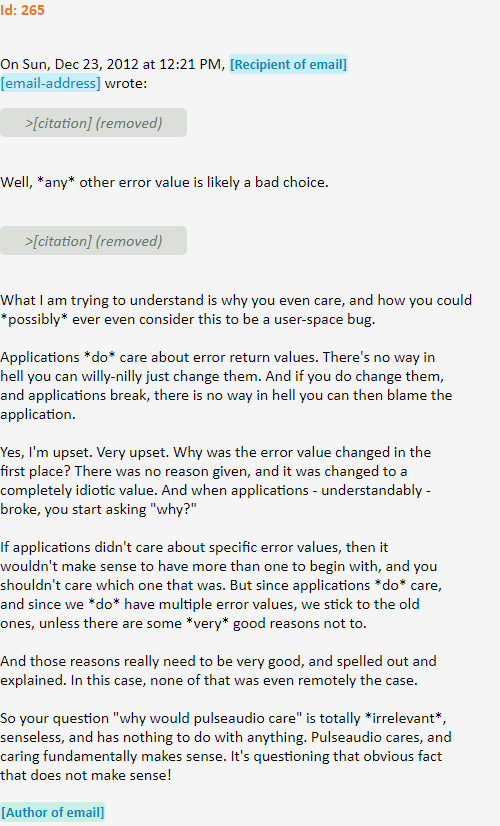 Id: 265
On Sun, Dec 23, 2012 at 12:21 PM, [Recipient of email]
[email-address] wrote:
>[citation] (removed)
Well, *any* other error value is likely a bad choice.
>[citation] (removed)
What I am trying to understand is why you even care, and how you could
*possibly* ever even consider this to be a user-space bug.
Applications *do* care about error return values. There's no way in
hell you can willy-nilly just change them. And if you do change them,
and applications break, there is no way in hell you can then blame the
application.
Yes, I'm upset. Very upset. Why was the error value changed in the
first place? There was no reason given, and it was changed to a
completely idiotic value. And when applications - understandably -
broke, you start asking "why?"
If applications didn't care about specific error values, then it
wouldn't make sense to have more than one to begin with, and you
shouldn't care which one that was. But since applications *do* care,
and since we *do* have multiple error values, we stick to the old
ones, unless there are some *very* good reasons not to.
And those reasons really need to be very good, and spelled out and
explained. In this case, none of that was even remotely the case.
So your question "why would pulseaudio care" is totally *irrelevant*,
senseless, and has nothing to do with anything. Pulseaudio cares, and
caring fundamentally makes sense. It's questioning that obvious fact
that does not make sense!
[Author of email]